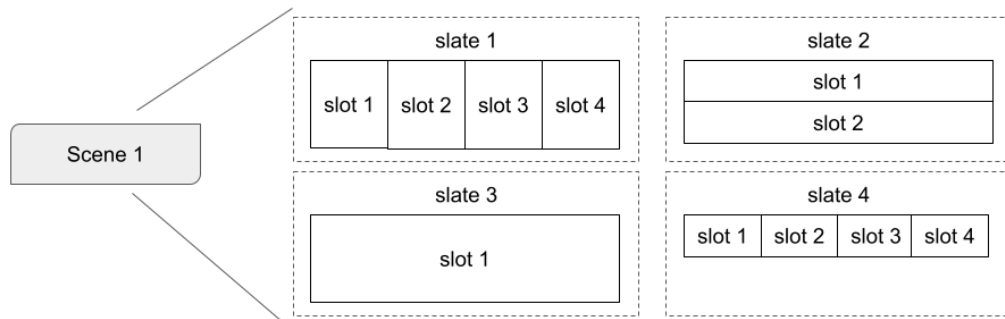 Scene 1
slate 1
slot 1 slot 2 slot 3 slot 4
slate 2
slot 1
slot 2
slate 3
slot 1
slate 4
slot 1 slot 2 slot 3 slot 4